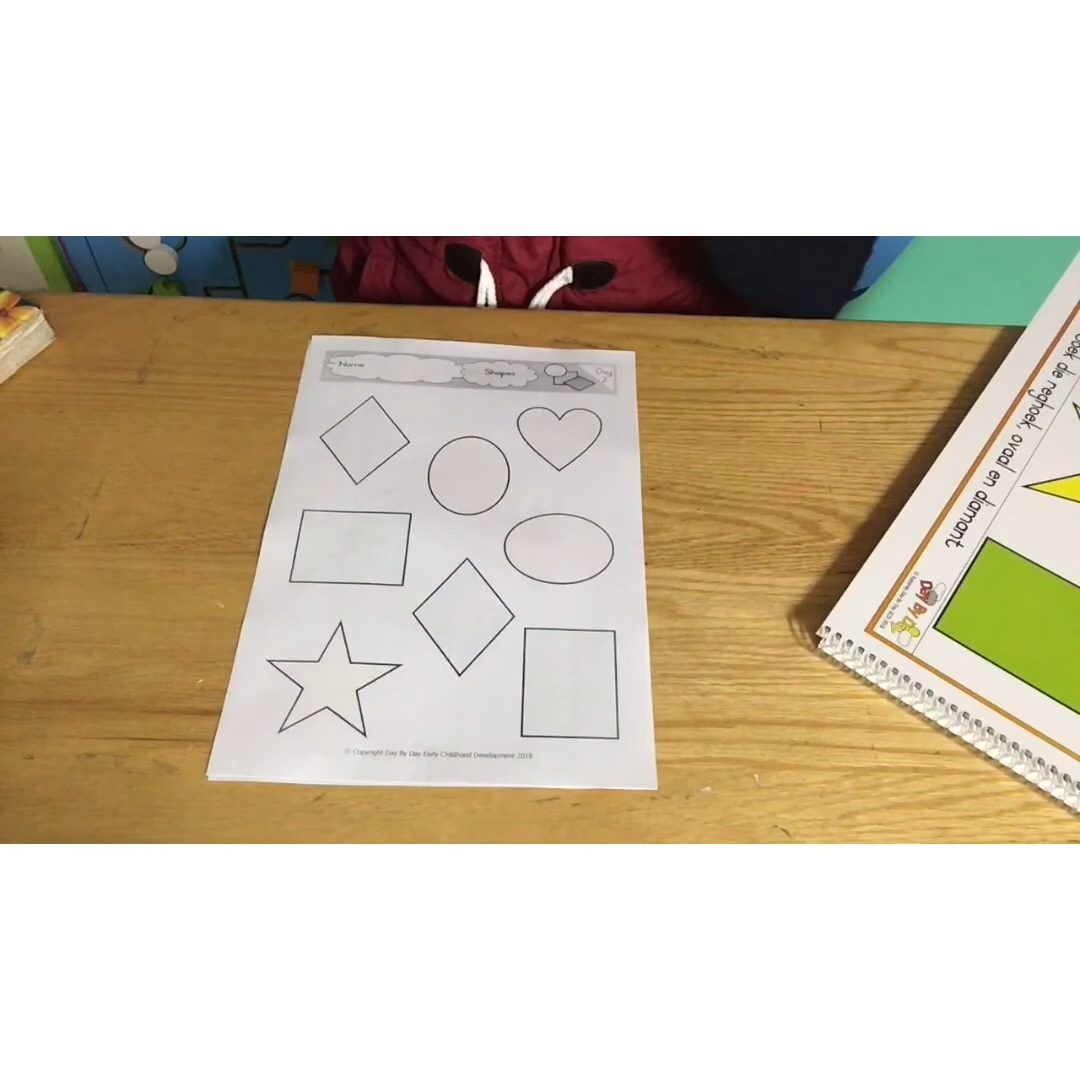 Name
Shapes
Day
2
© Copyright Day By Day Early Childhood Development 2018
oek die reghoek, ovaal en diamant
Day By Day